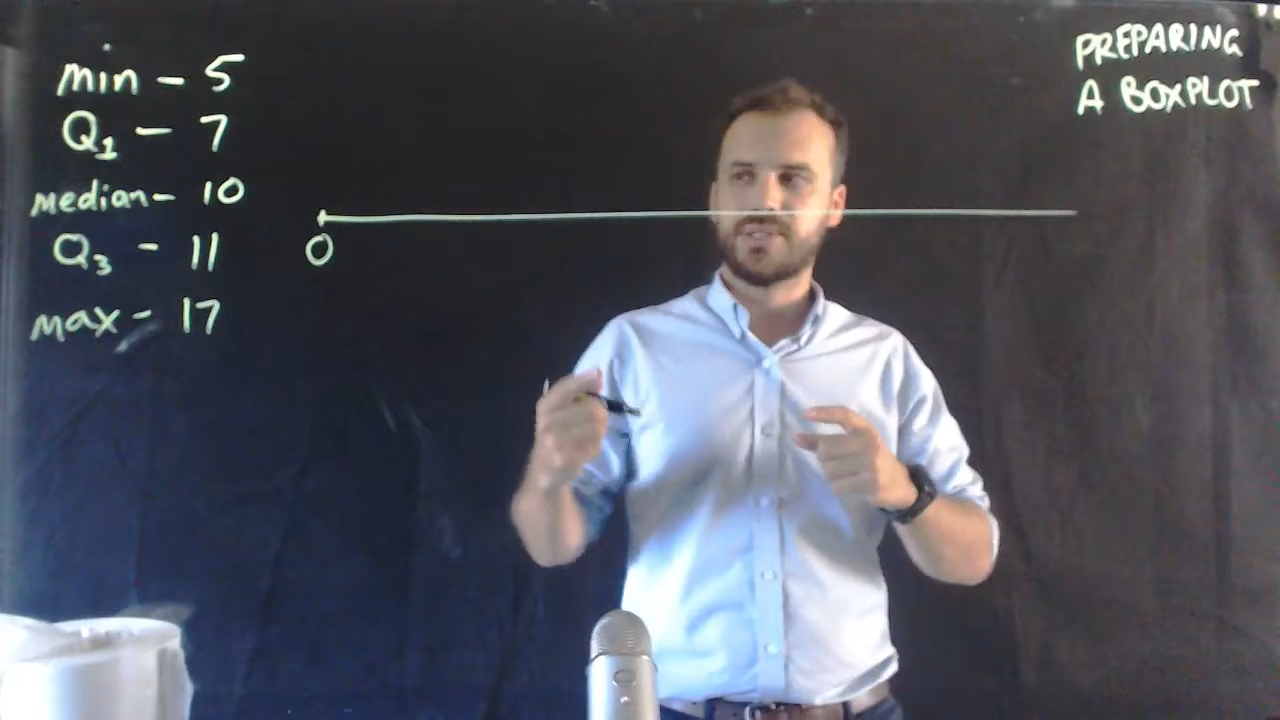 min - 5
Q₁ - 7
median - 10
Q₃ - 11
max - 17
0
PREPARING
A BOXPLOT